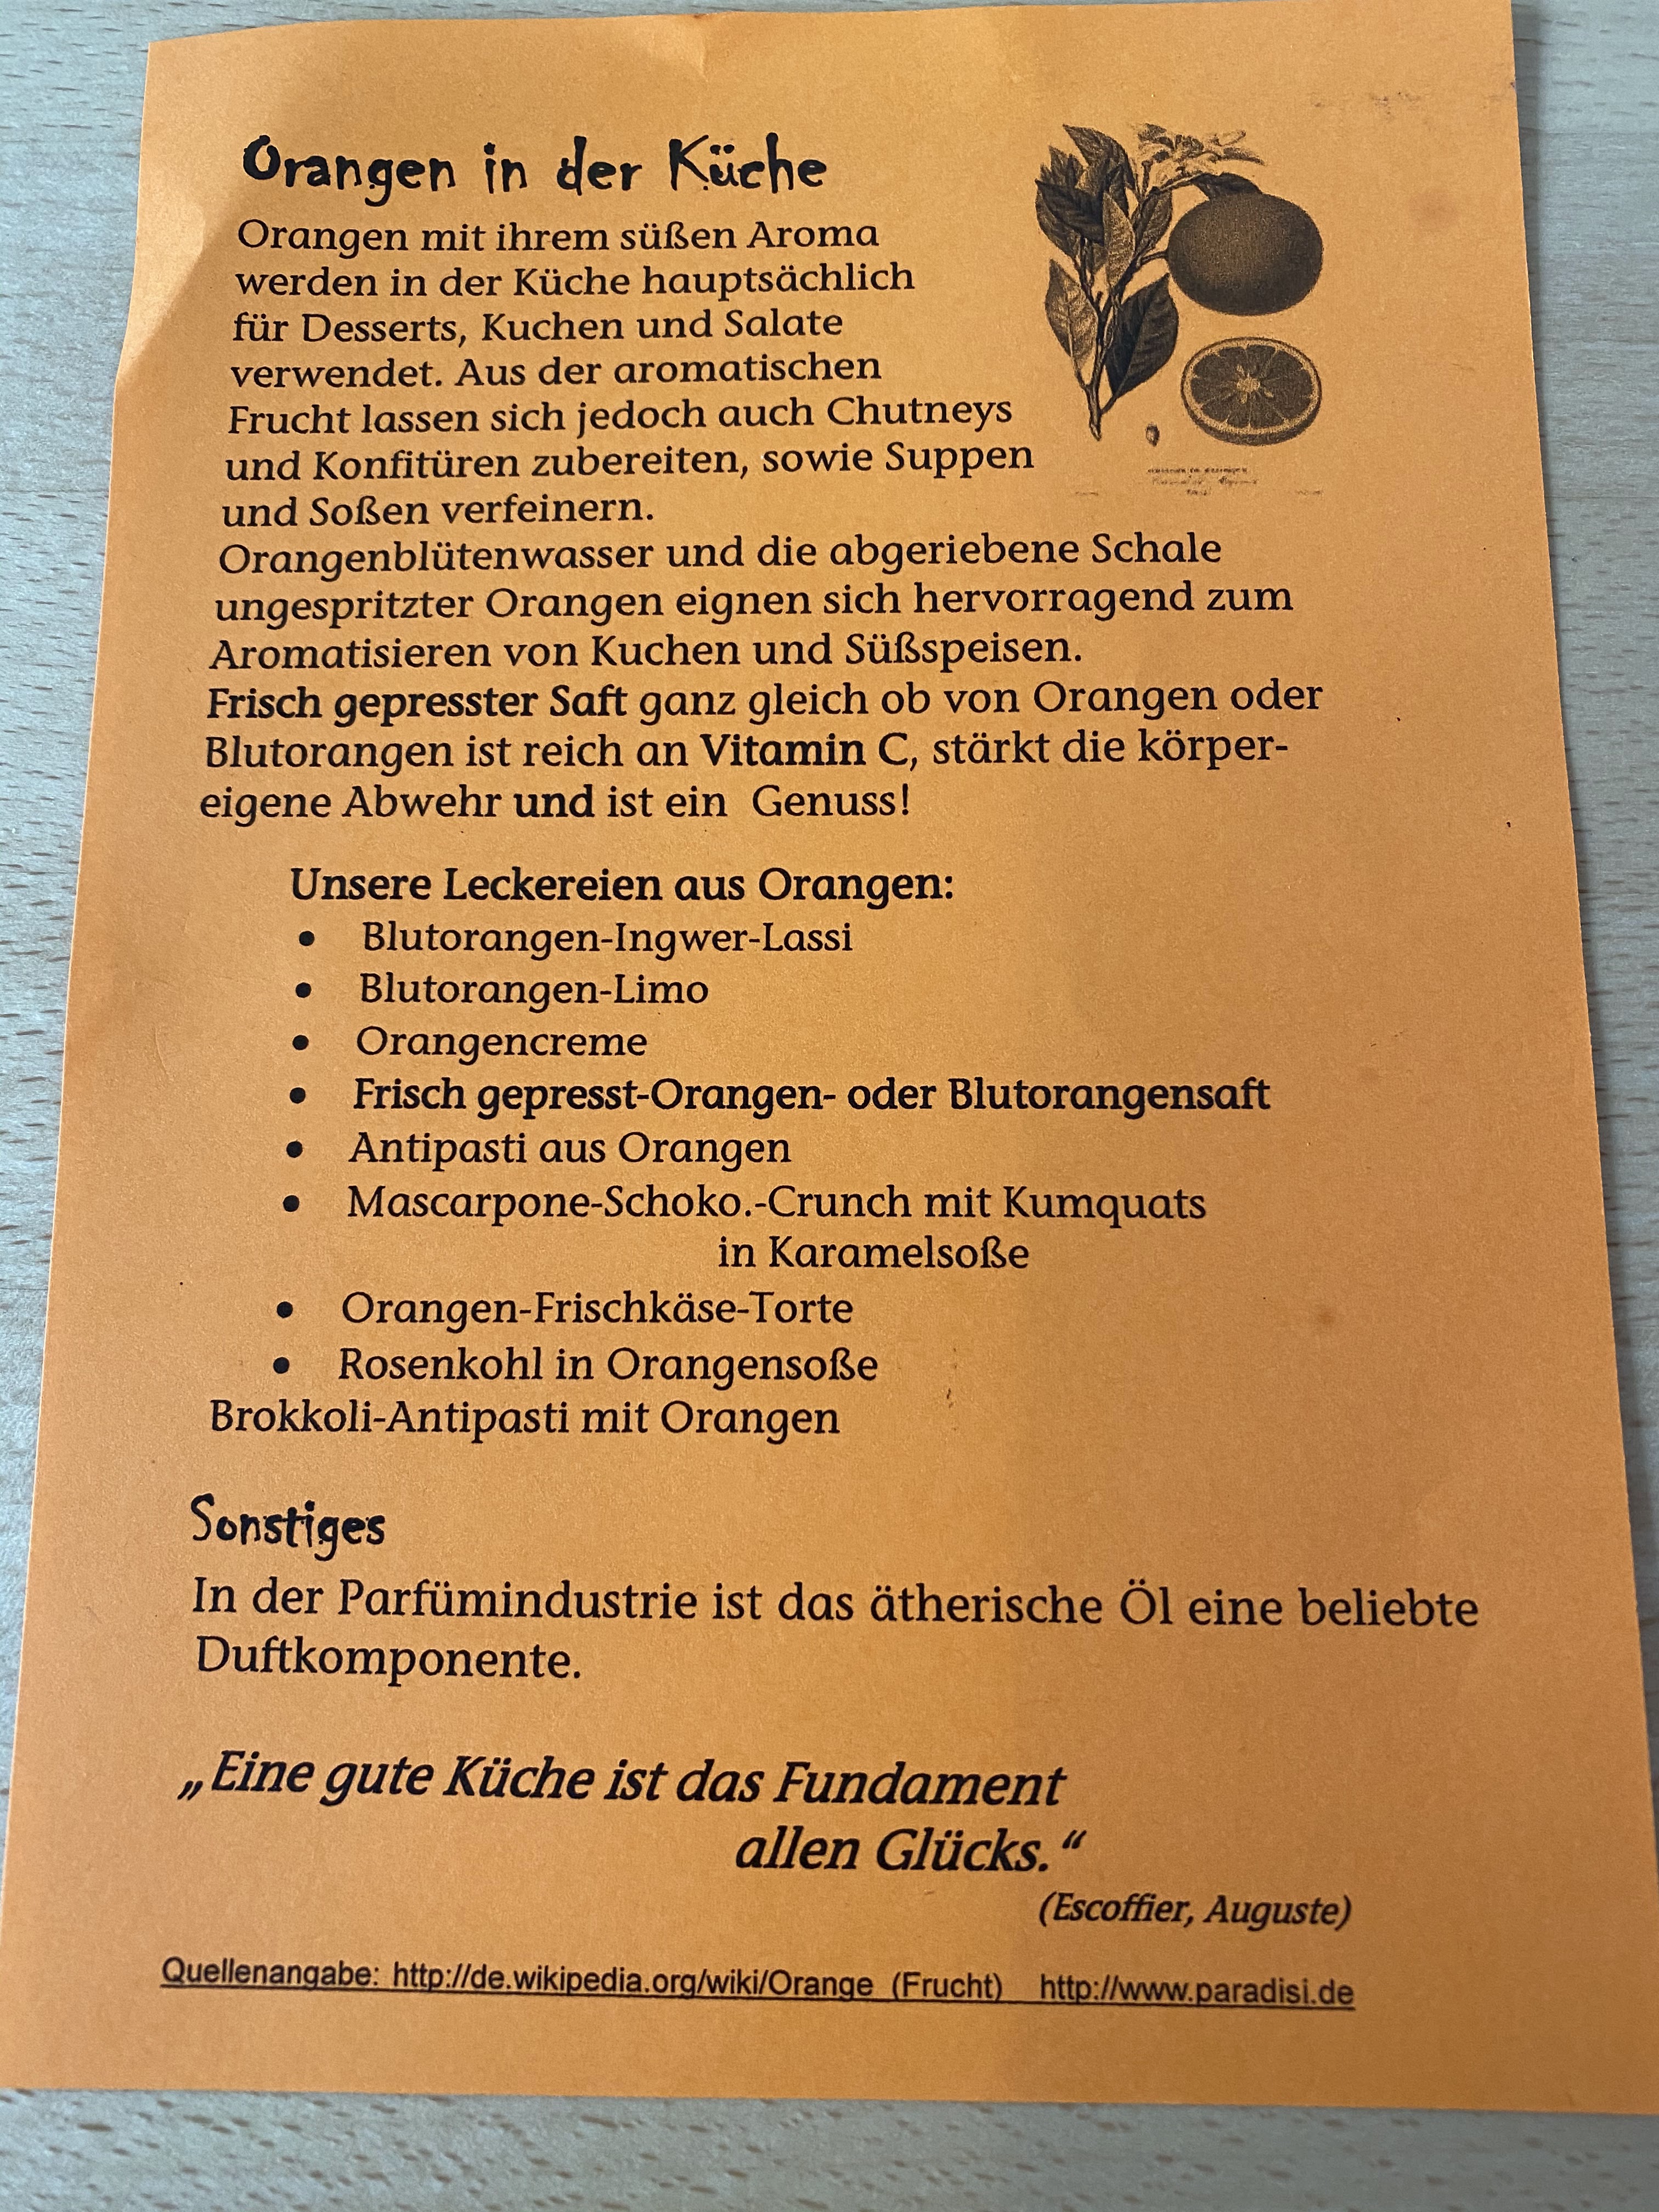 Orangen in der Küche
Orangen mit ihrem süßen Aroma
werden in der Küche hauptsächlich
für Desserts, Kuchen und Salate
verwendet. Aus der aromatischen
Frucht lassen sich jedoch auch Chutneys
und Konfitüren zubereiten, sowie Suppen
und Soßen verfeinern.
Orangenblütenwasser und die abgeriebene Schale
ungespritzter Orangen eignen sich hervorragend zum
Aromatisieren von Kuchen und Süßspeisen.
Frisch gepresster Saft ganz gleich ob von Orangen oder
Blutorangen ist reich an Vitamin C, stärkt die körper-
eigene Abwehr und ist ein Genuss!
Unsere Leckereien aus Orangen:
• Blutorangen-Ingwer-Lassi
• Blutorangen-Limo
• Orangencreme
• Frisch gepresst-Orangen- oder Blutorangensaft
• Antipasti aus Orangen
• Mascarpone-Schoko.-Crunch mit Kumquats
in Karamelsoße
• Orangen-Frischkäse-Torte
• Rosenkohl in Orangensoße
Brokkoli-Antipasti mit Orangen
Sonstiges
In der Parfümindustrie ist das ätherische Öl eine beliebte
Duftkomponente.
„Eine gute Küche ist das Fundament
allen Glücks.“
(Escoffier, Auguste)
Quellenangabe: http://de.wikipedia.org/wiki/Orange_(Frucht) http://www.paradisi.de